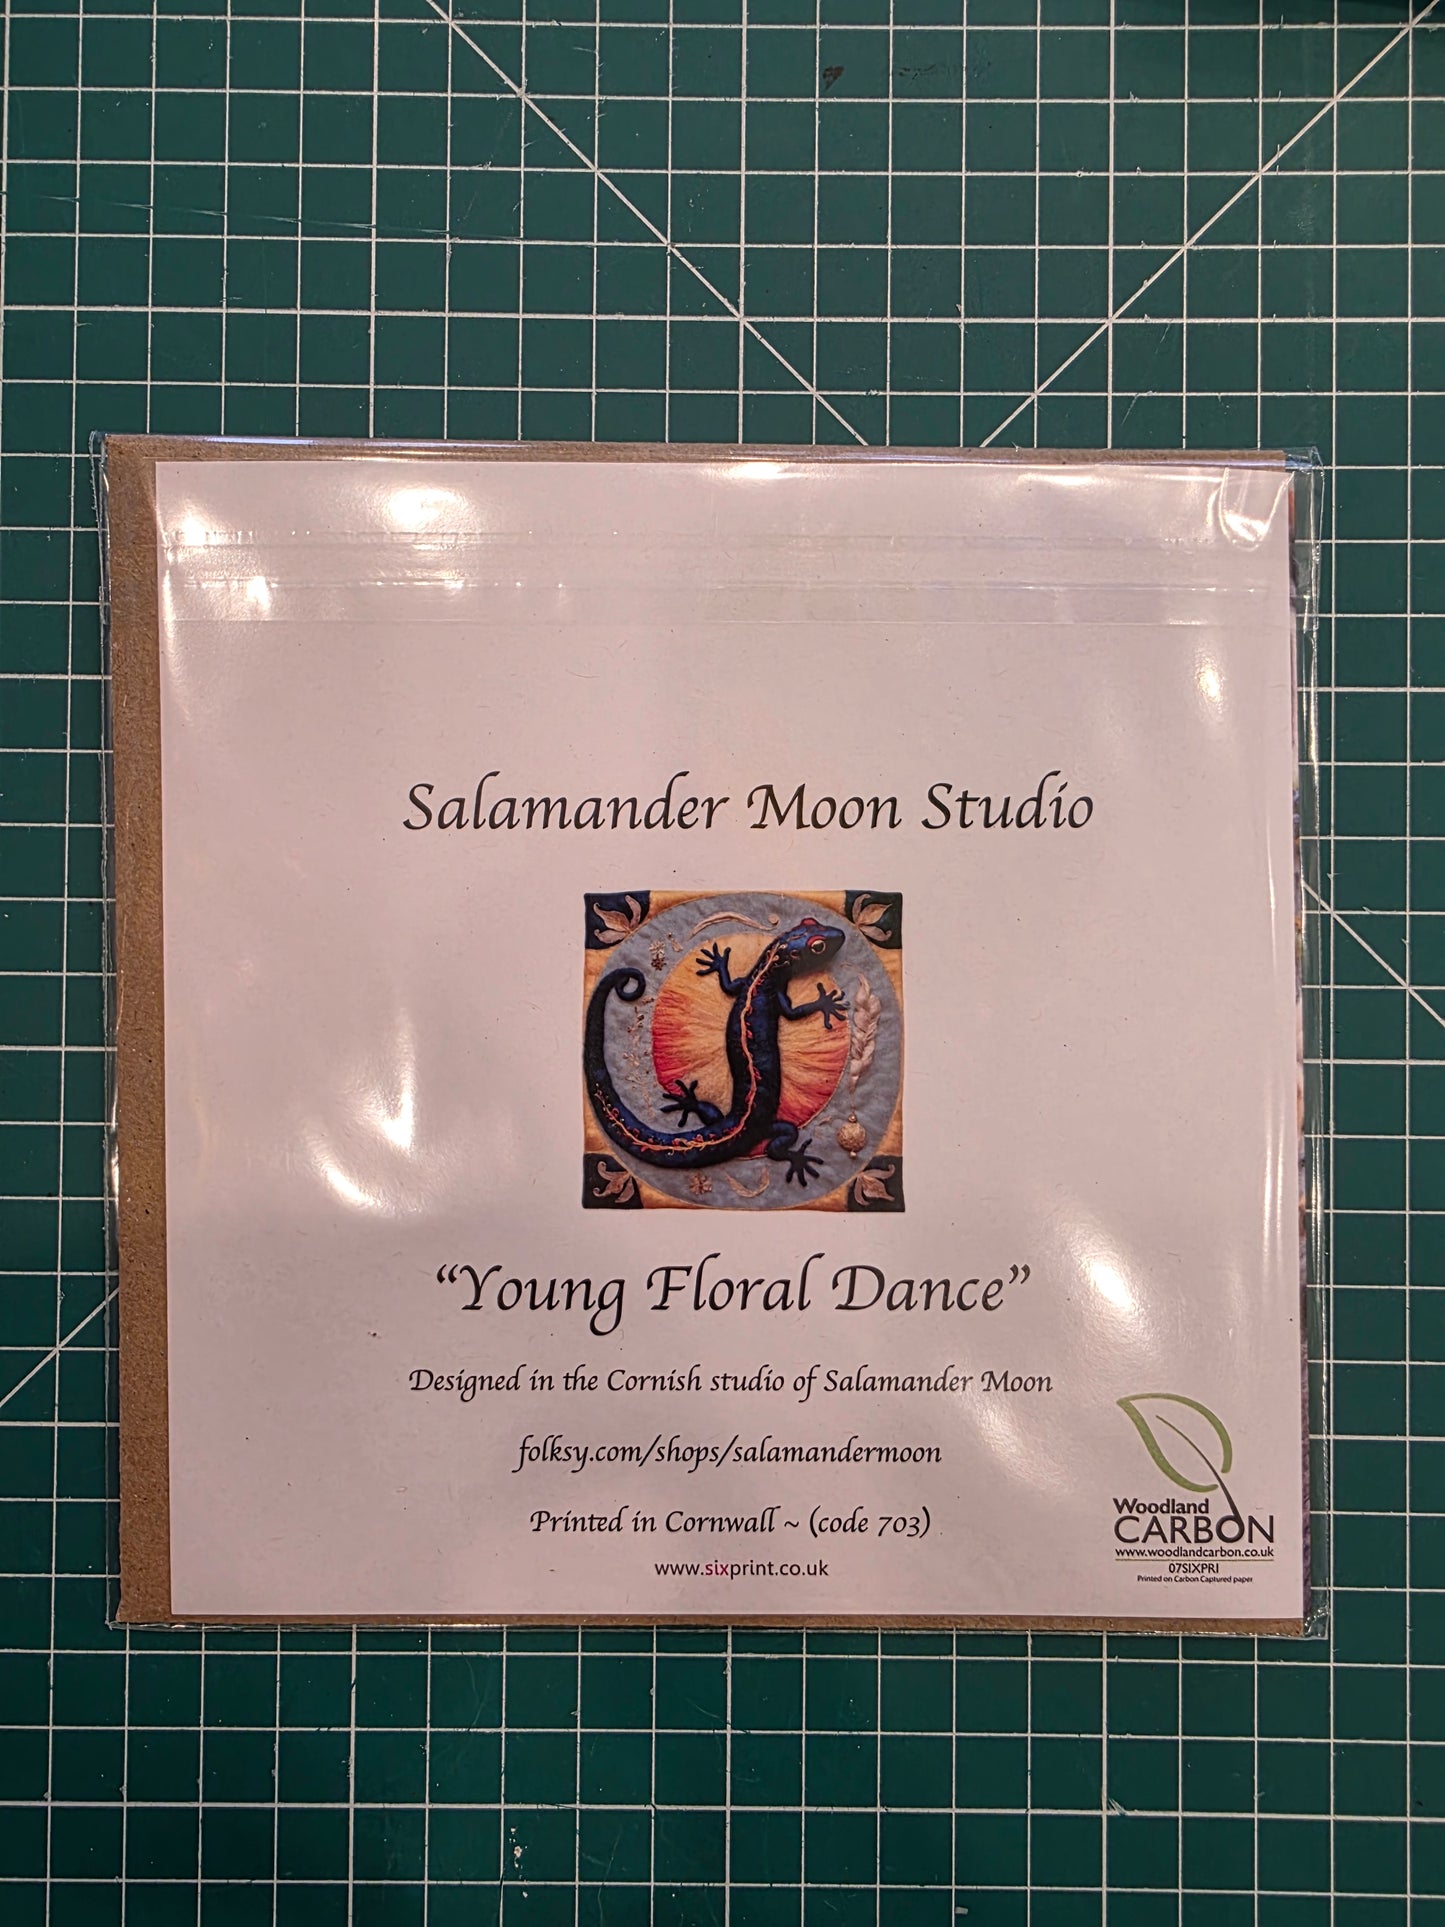 Salamander Moon Studio
“Young Floral Dance”
Designed in the Cornish studio of Salamander Moon
folksy.com/shops/salamandermoon
Printed in Cornwall ~ (code 703)
www.sixprint.co.uk
Woodland
CARBON
www.woodlandcarbon.co.uk
07SIXPRI
Printed on Carbon Captured paper